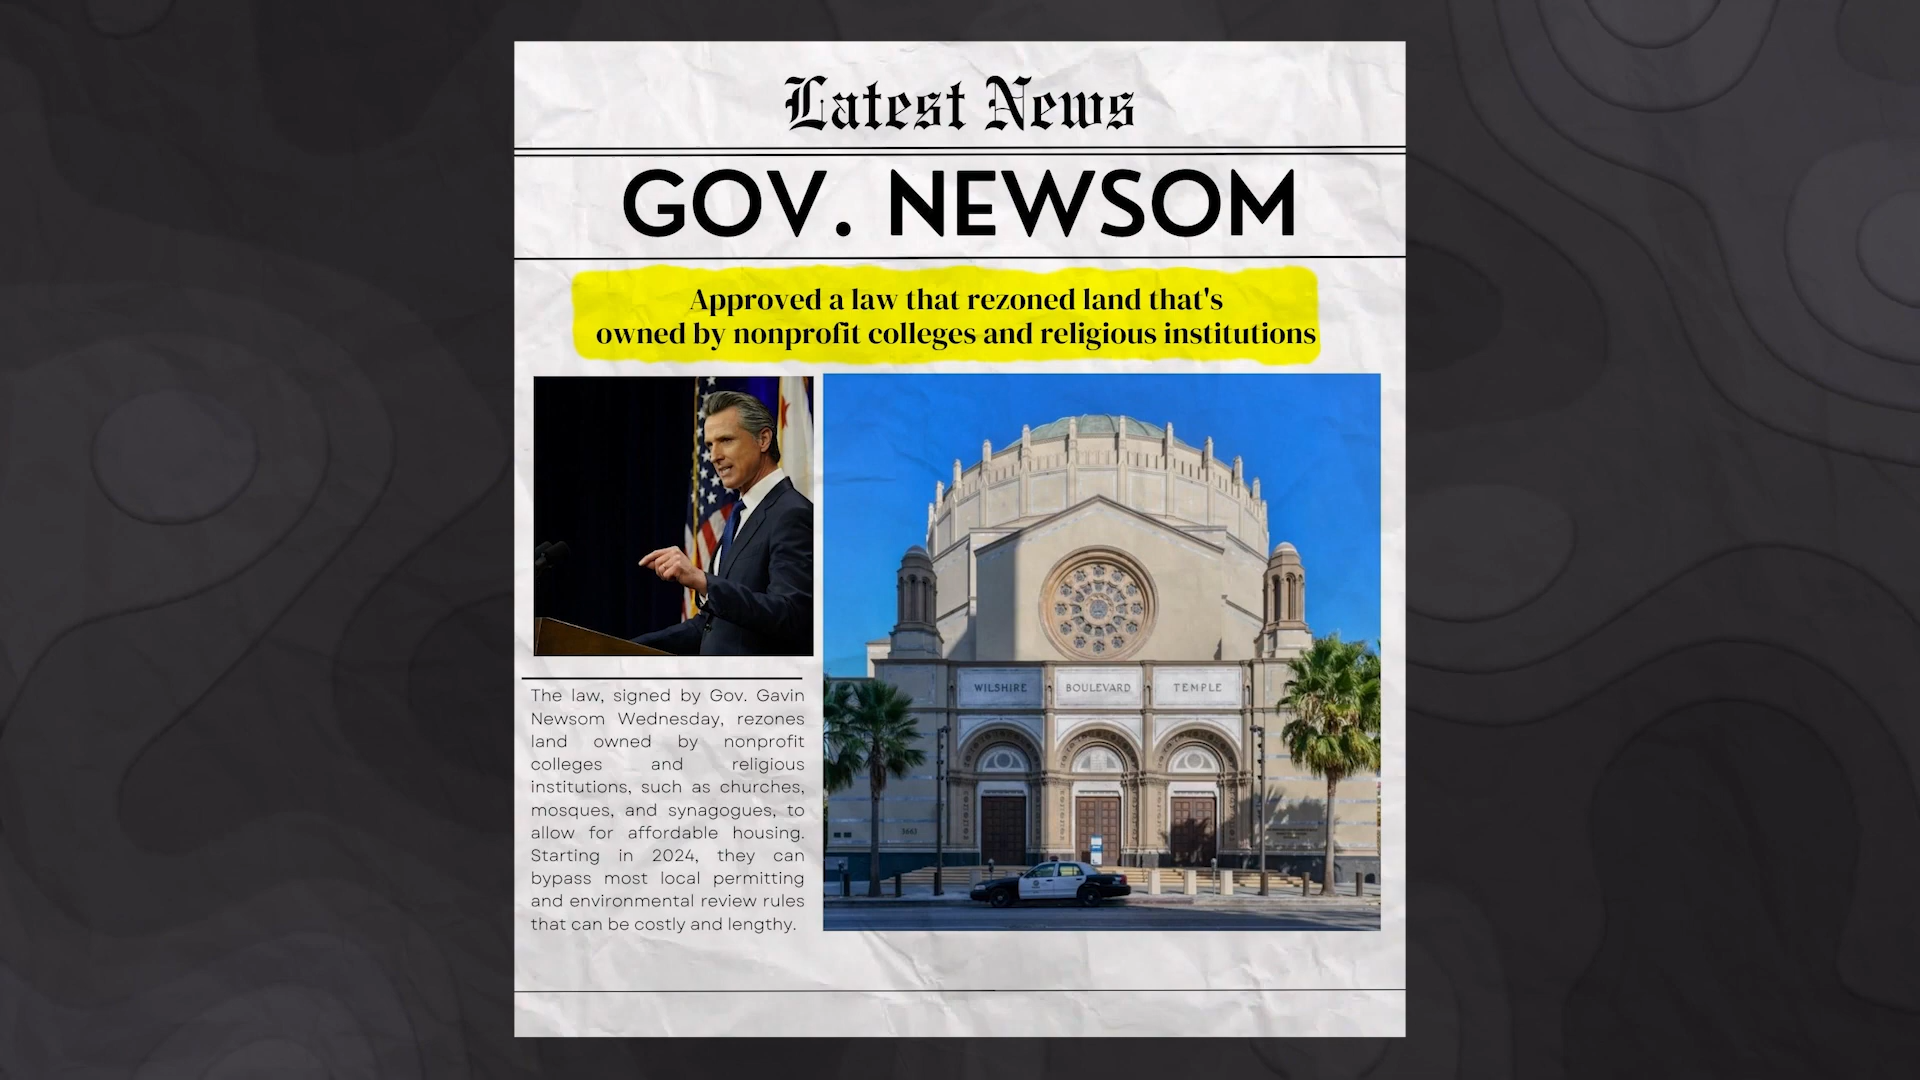 Latest News
GOV. NEWSOM
Approved a law that rezoned land that's
owned by nonprofit colleges and religious institutions
The law, signed by Gov. Gavin
Newsom Wednesday, rezones
land owned by nonprofit
colleges and religious
institutions, such as churches,
mosques, and synagogues, to
allow for affordable housing.
Starting in 2024, they can
bypass most local permitting
and environmental review rules
that can be costly and lengthy.
WILSHIRE BOULEVARD TEMPLE
3663